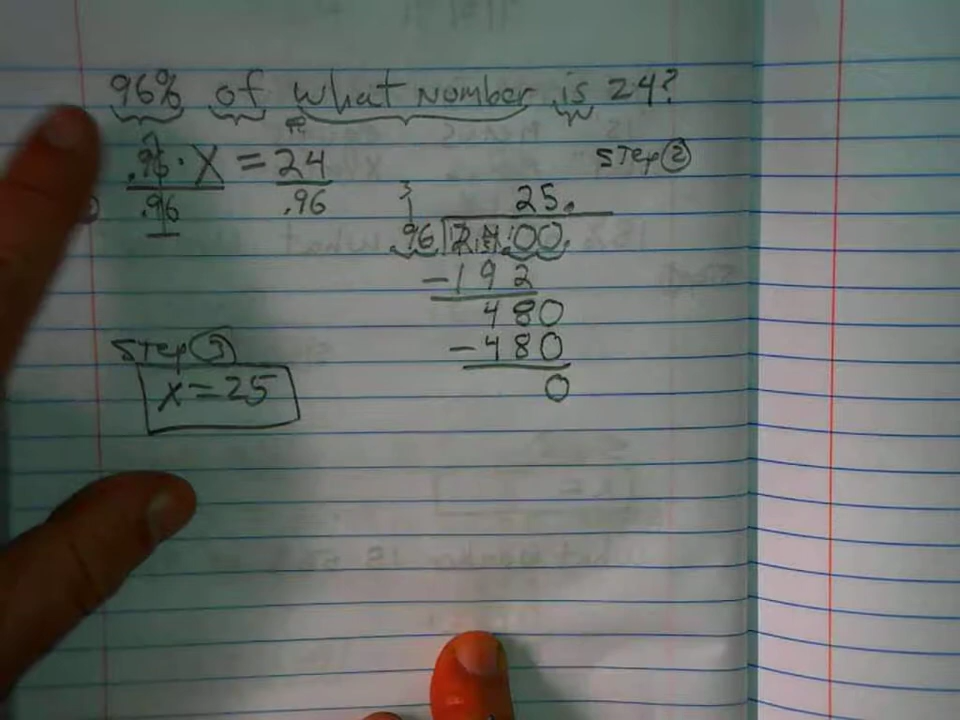 96% of what number is 24?
.96 · X = 24
.96 .96
STEP ②
25.
.96 24.00.
-192
480
-480
0
STEP ③
X=25